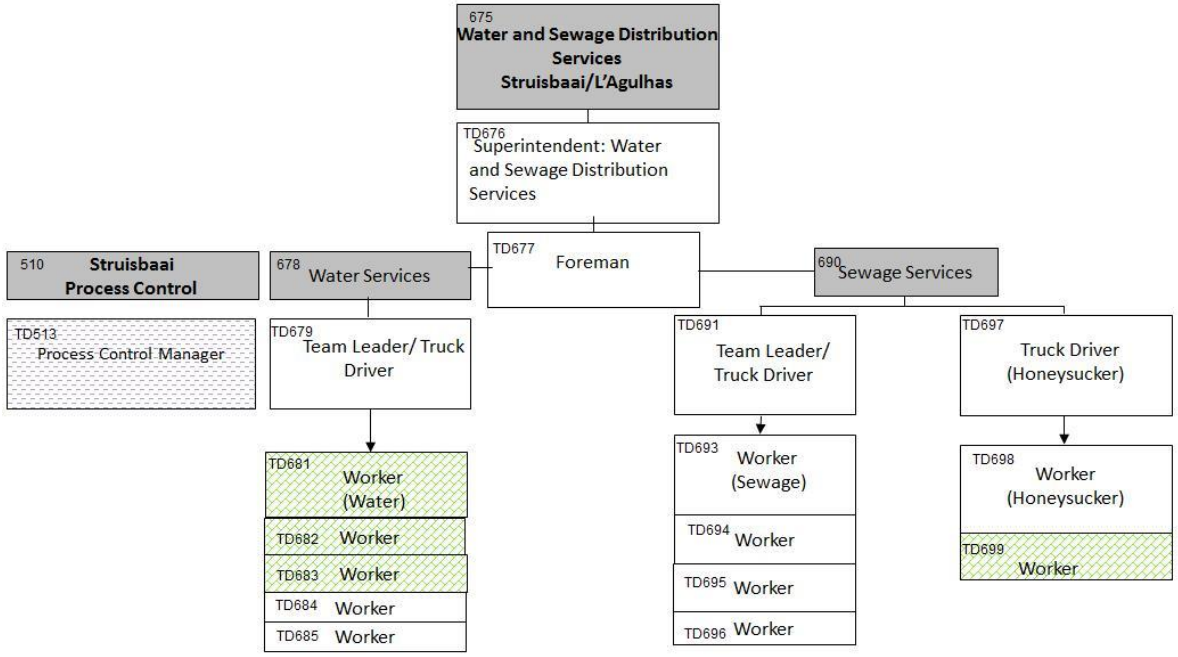 675
Water and Sewage Distribution
Services
Struisbaai/L’Agulhas
TD676
Superintendent: Water
and Sewage Distribution
Services
TD677
Foreman
510
Struisbaai
Process Control
678
Water Services
690
Sewage Services
TD513
Process Control Manager
TD679
Team Leader/ Truck
Driver
TD691
Team Leader/
Truck Driver
TD697
Truck Driver
(Honeysucker)
TD681
Worker
(Water)
TD682 Worker
TD683 Worker
TD684 Worker
TD685 Worker
TD693
Worker
(Sewage)
TD694 Worker
TD695 Worker
TD696 Worker
TD698
Worker
(Honeysucker)
TD699
Worker